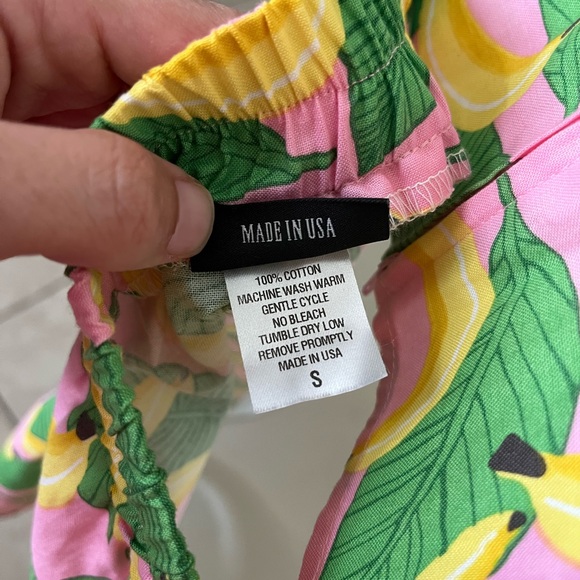 MADE IN USA
100% COTTON
MACHINE WASH WARM
GENTLE CYCLE
NO BLEACH
TUMBLE DRY LOW
REMOVE PROMPTLY
MADE IN USA
S